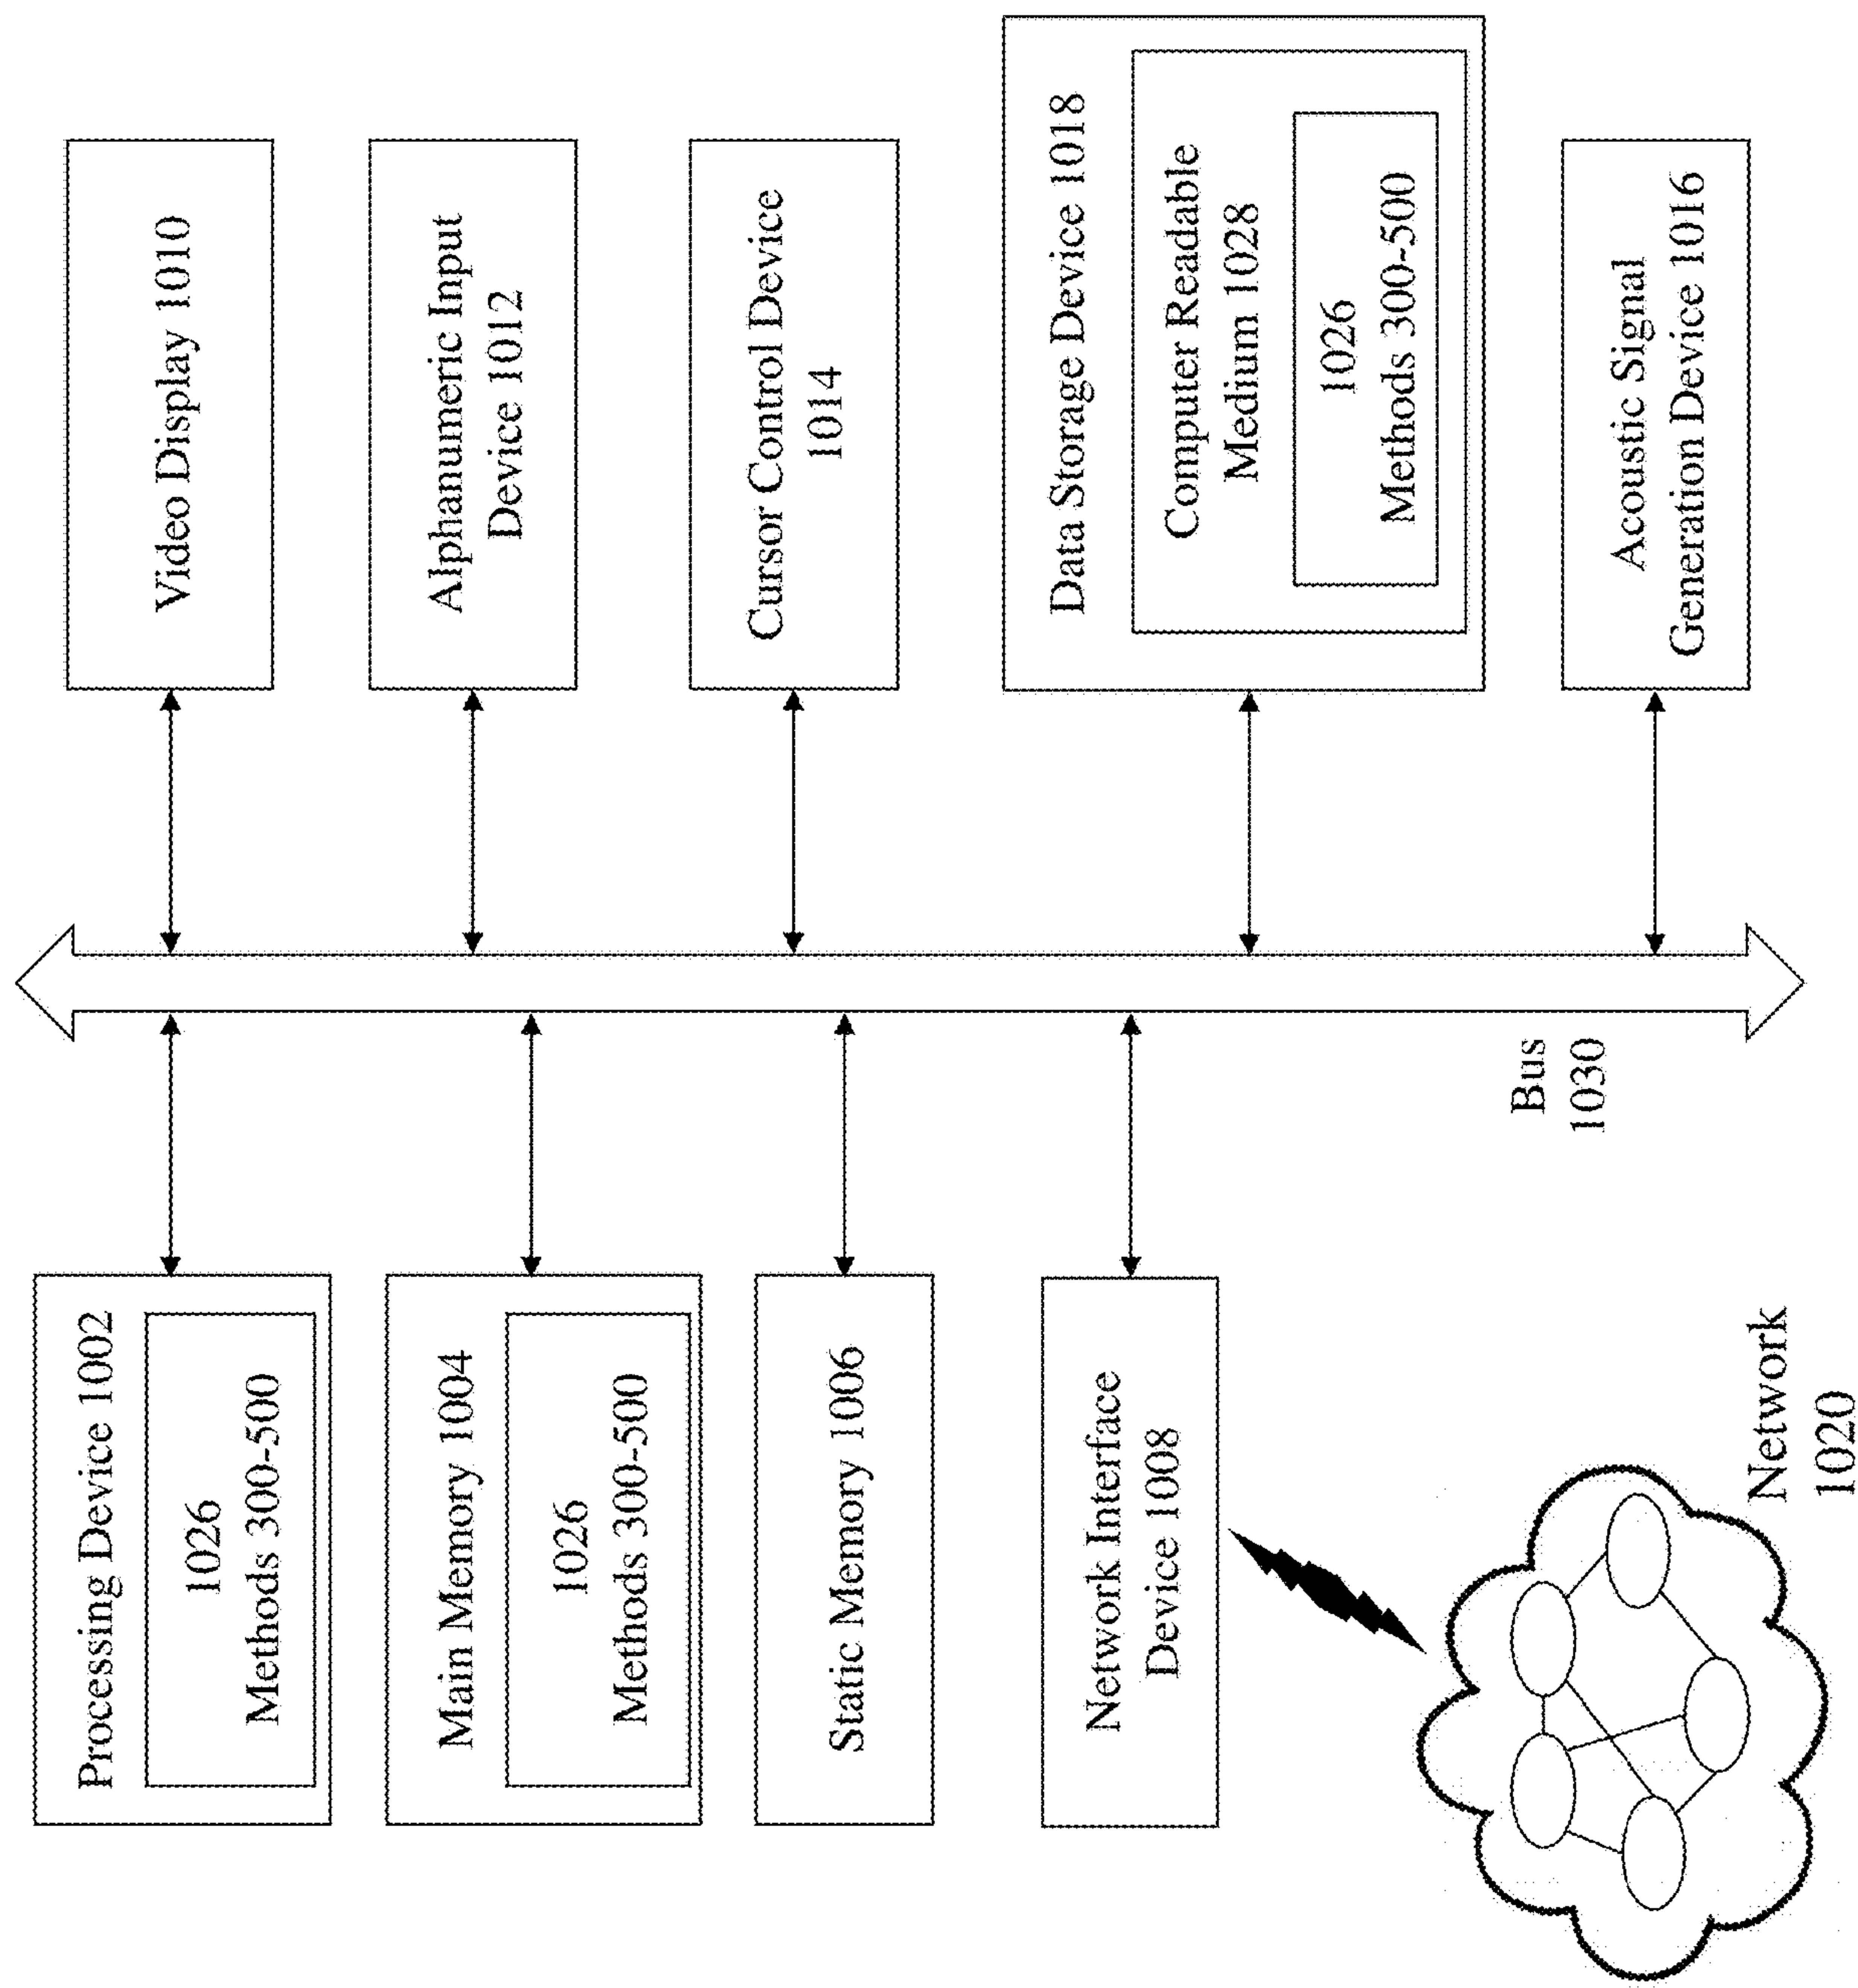 Processing Device 1002
1026
Methods 300-500
Main Memory 1004
1026
Methods 300-500
Static Memory 1006
Network Interface
Device 1008
Network
1020
Bus
1030
Video Display 1010
Alphanumeric Input
Device 1012
Cursor Control Device
1014
Data Storage Device 1018
Computer Readable
Medium 1028
1026
Methods 300-500
Acoustic Signal
Generation Device 1016